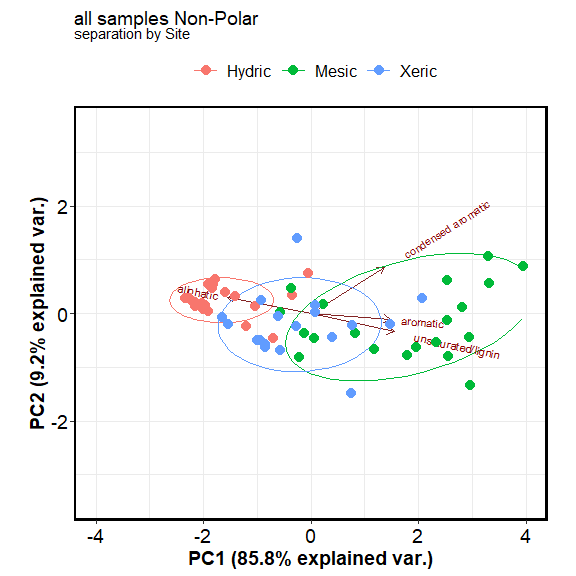 all samples Non-Polar
separation by Site
Hydric Mesic Xeric
condensed aromatic
aliphatic
aromatic
unsaturated/lignin
2
0
-2
-4 -2 0 2 4
PC2 (9.2% explained var.)
PC1 (85.8% explained var.)